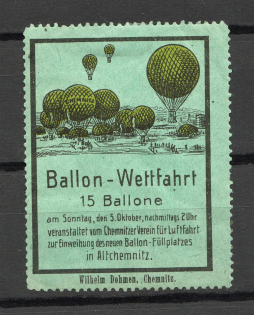 Ballon-Wettfahrt
15 Ballone
am Sonntag, den 5. Oktober, nachmittags 2 Uhr
veranstaltet vom Chemnitzer Verein für Luftfahrt
zur Einweihung des neuen Ballon-Füllplatzes
in Altchemnitz.
Wilhelm Dohmen, Chemnitz.